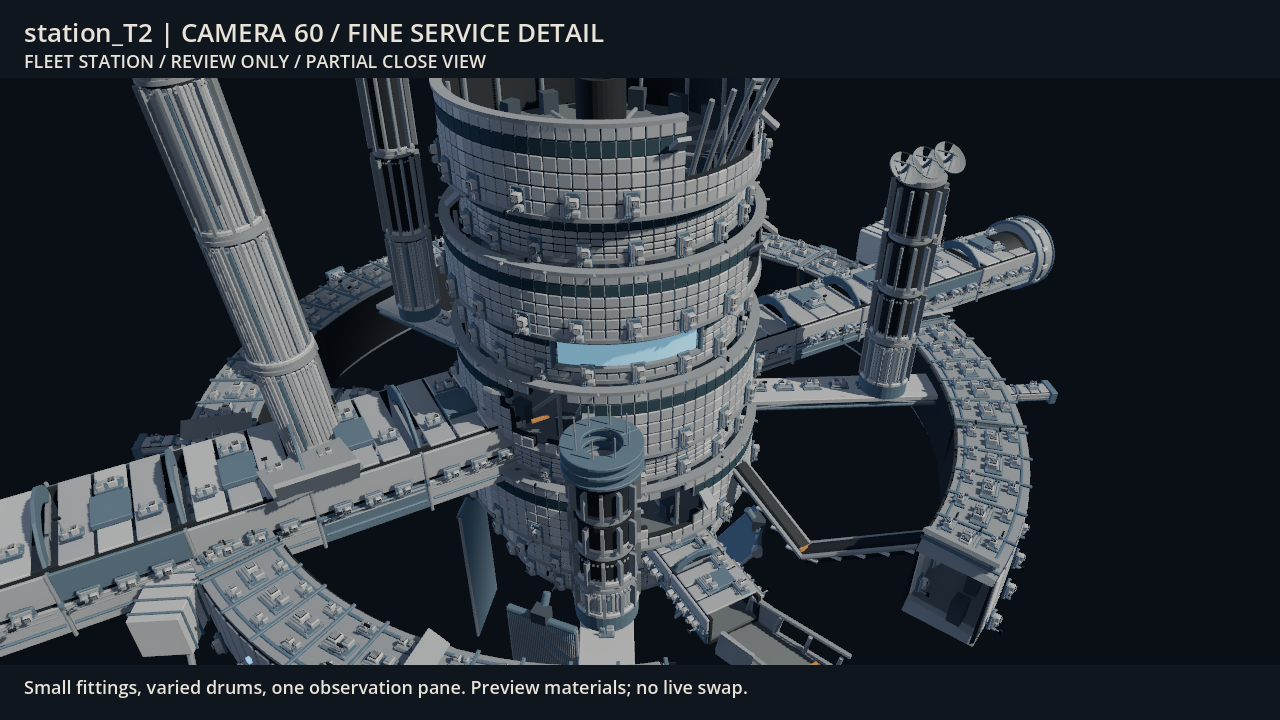 station_T2 | CAMERA 60 / FINE SERVICE DETAIL
FLEET STATION / REVIEW ONLY / PARTIAL CLOSE VIEW
Small fittings, varied drums, one observation pane. Preview materials; no live swap.